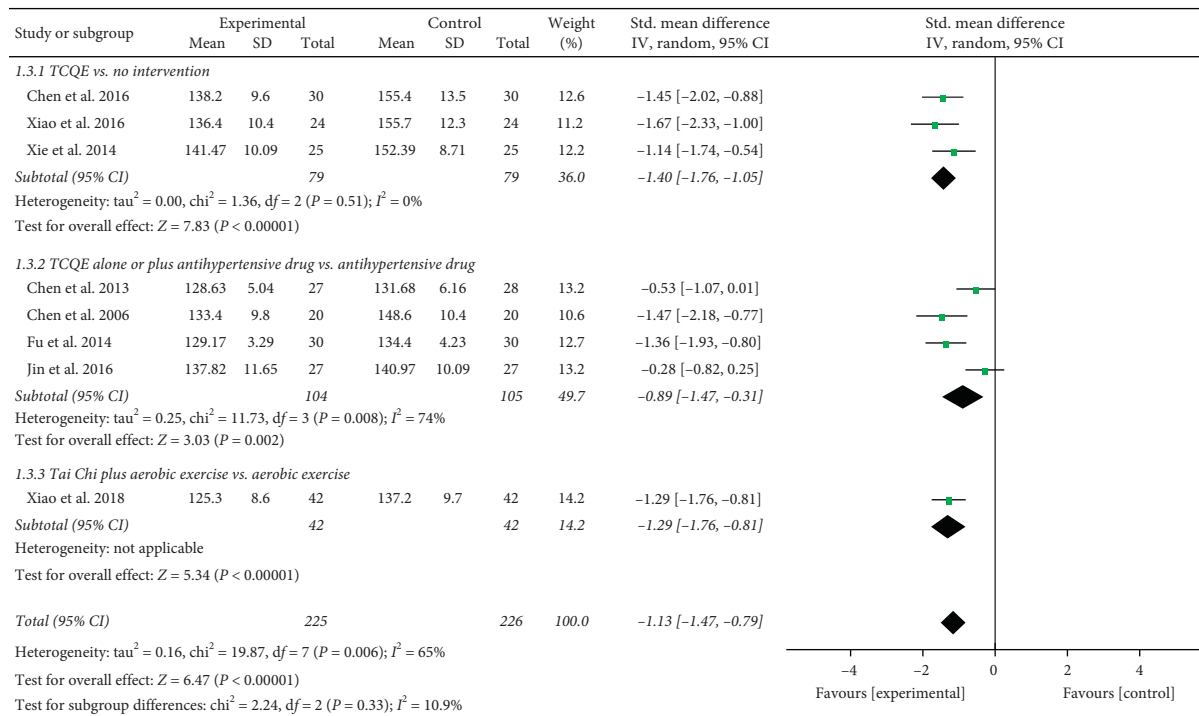 Study or subgroup Experimental Control Weight (%) Std. mean difference IV, random, 95% CI Std. mean difference IV, random, 95% CI
Mean SD Total Mean SD Total
1.3.1 TCQE vs. no intervention
Chen et al. 2016 138.2 9.6 30 155.4 13.5 30 12.6 –1.45 [–2.02, –0.88]
Xiao et al. 2016 136.4 10.4 24 155.7 12.3 24 11.2 –1.67 [–2.33, –1.00]
Xie et al. 2014 141.47 10.09 25 152.39 8.71 25 12.2 –1.14 [–1.74, –0.54]
Subtotal (95% CI) 79 79 36.0 –1.40 [–1.76, –1.05]
Heterogeneity: tau² = 0.00, chi² = 1.36, df = 2 (P = 0.51); I² = 0%
Test for overall effect: Z = 7.83 (P < 0.00001)
1.3.2 TCQE alone or plus antihypertensive drug vs. antihypertensive drug
Chen et al. 2013 128.63 5.04 27 131.68 6.16 28 13.2 –0.53 [–1.07, 0.01]
Chen et al. 2006 133.4 9.8 20 148.6 10.4 20 10.6 –1.47 [–2.18, –0.77]
Fu et al. 2014 129.17 3.29 30 134.4 4.23 30 12.7 –1.36 [–1.93, –0.80]
Jin et al. 2016 137.82 11.65 27 140.97 10.09 27 13.2 –0.28 [–0.82, 0.25]
Subtotal (95% CI) 104 105 49.7 –0.89 [–1.47, –0.31]
Heterogeneity: tau² = 0.25, chi² = 11.73, df = 3 (P = 0.008); I² = 74%
Test for overall effect: Z = 3.03 (P = 0.002)
1.3.3 Tai Chi plus aerobic exercise vs. aerobic exercise
Xiao et al. 2018 125.3 8.6 42 137.2 9.7 42 14.2 –1.29 [–1.76, –0.81]
Subtotal (95% CI) 42 42 14.2 –1.29 [–1.76, –0.81]
Heterogeneity: not applicable
Test for overall effect: Z = 5.34 (P < 0.00001)
Total (95% CI) 225 226 100.0 –1.13 [–1.47, –0.79]
Heterogeneity: tau² = 0.16, chi² = 19.87, df = 7 (P = 0.006); I² = 65%
Test for overall effect: Z = 6.47 (P < 0.00001)
Test for subgroup differences: chi² = 2.24, df = 2 (P = 0.33); I² = 10.9%
–4 –2 0 2 4
Favours [experimental] Favours [control]